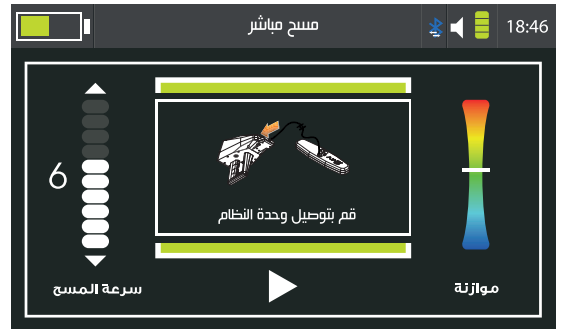 مسح مباشر
18:46
6
قم بتوصيل وحدة النظام
سرعة المسح
موازنة